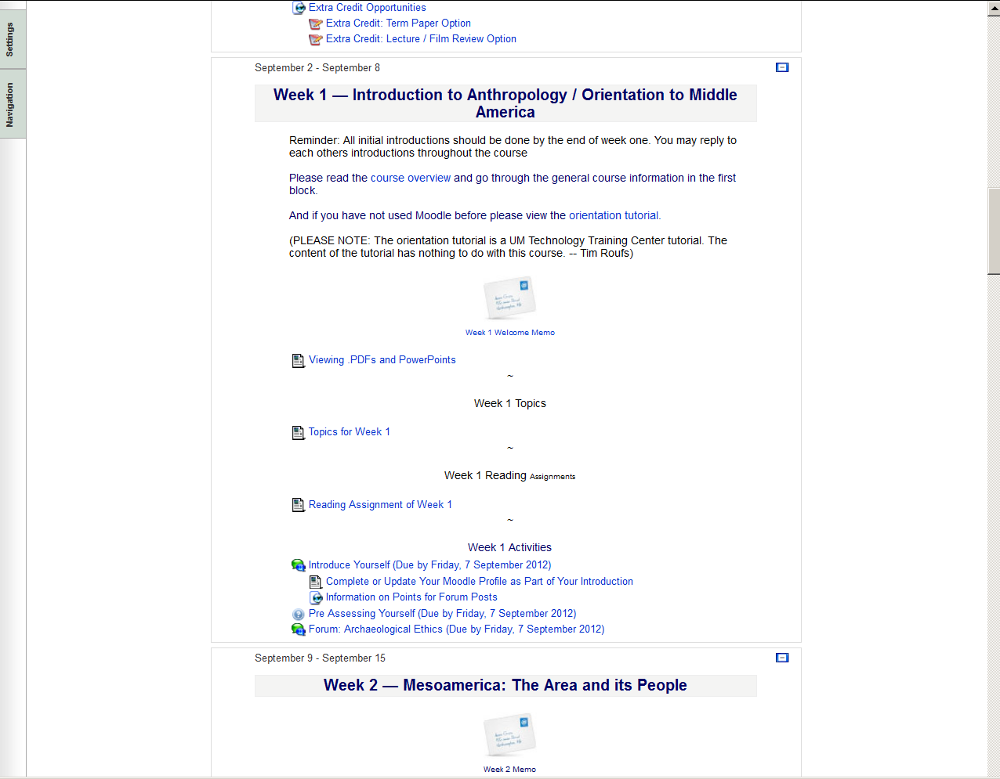 Settings
Navigation
Extra Credit Opportunities
Extra Credit: Term Paper Option
Extra Credit: Lecture / Film Review Option
September 2 - September 8
Week 1 — Introduction to Anthropology / Orientation to Middle
America
Reminder: All initial introductions should be done by the end of week one. You may reply to
each others introductions throughout the course
Please read the course overview and go through the general course information in the first
block.
And if you have not used Moodle before please view the orientation tutorial.
(PLEASE NOTE: The orientation tutorial is a UM Technology Training Center tutorial. The
content of the tutorial has nothing to do with this course. -- Tim Roufs)
Week 1 Welcome Memo
Viewing .PDFs and PowerPoints
~
Week 1 Topics
Topics for Week 1
~
Week 1 Reading Assignments
Reading Assignment of Week 1
~
Week 1 Activities
Introduce Yourself (Due by Friday, 7 September 2012)
Complete or Update Your Moodle Profile as Part of Your Introduction
Information on Points for Forum Posts
Pre Assessing Yourself (Due by Friday, 7 September 2012)
Forum: Archaeological Ethics (Due by Friday, 7 September 2012)
September 9 - September 15
Week 2 — Mesoamerica: The Area and its People
Week 2 Memo